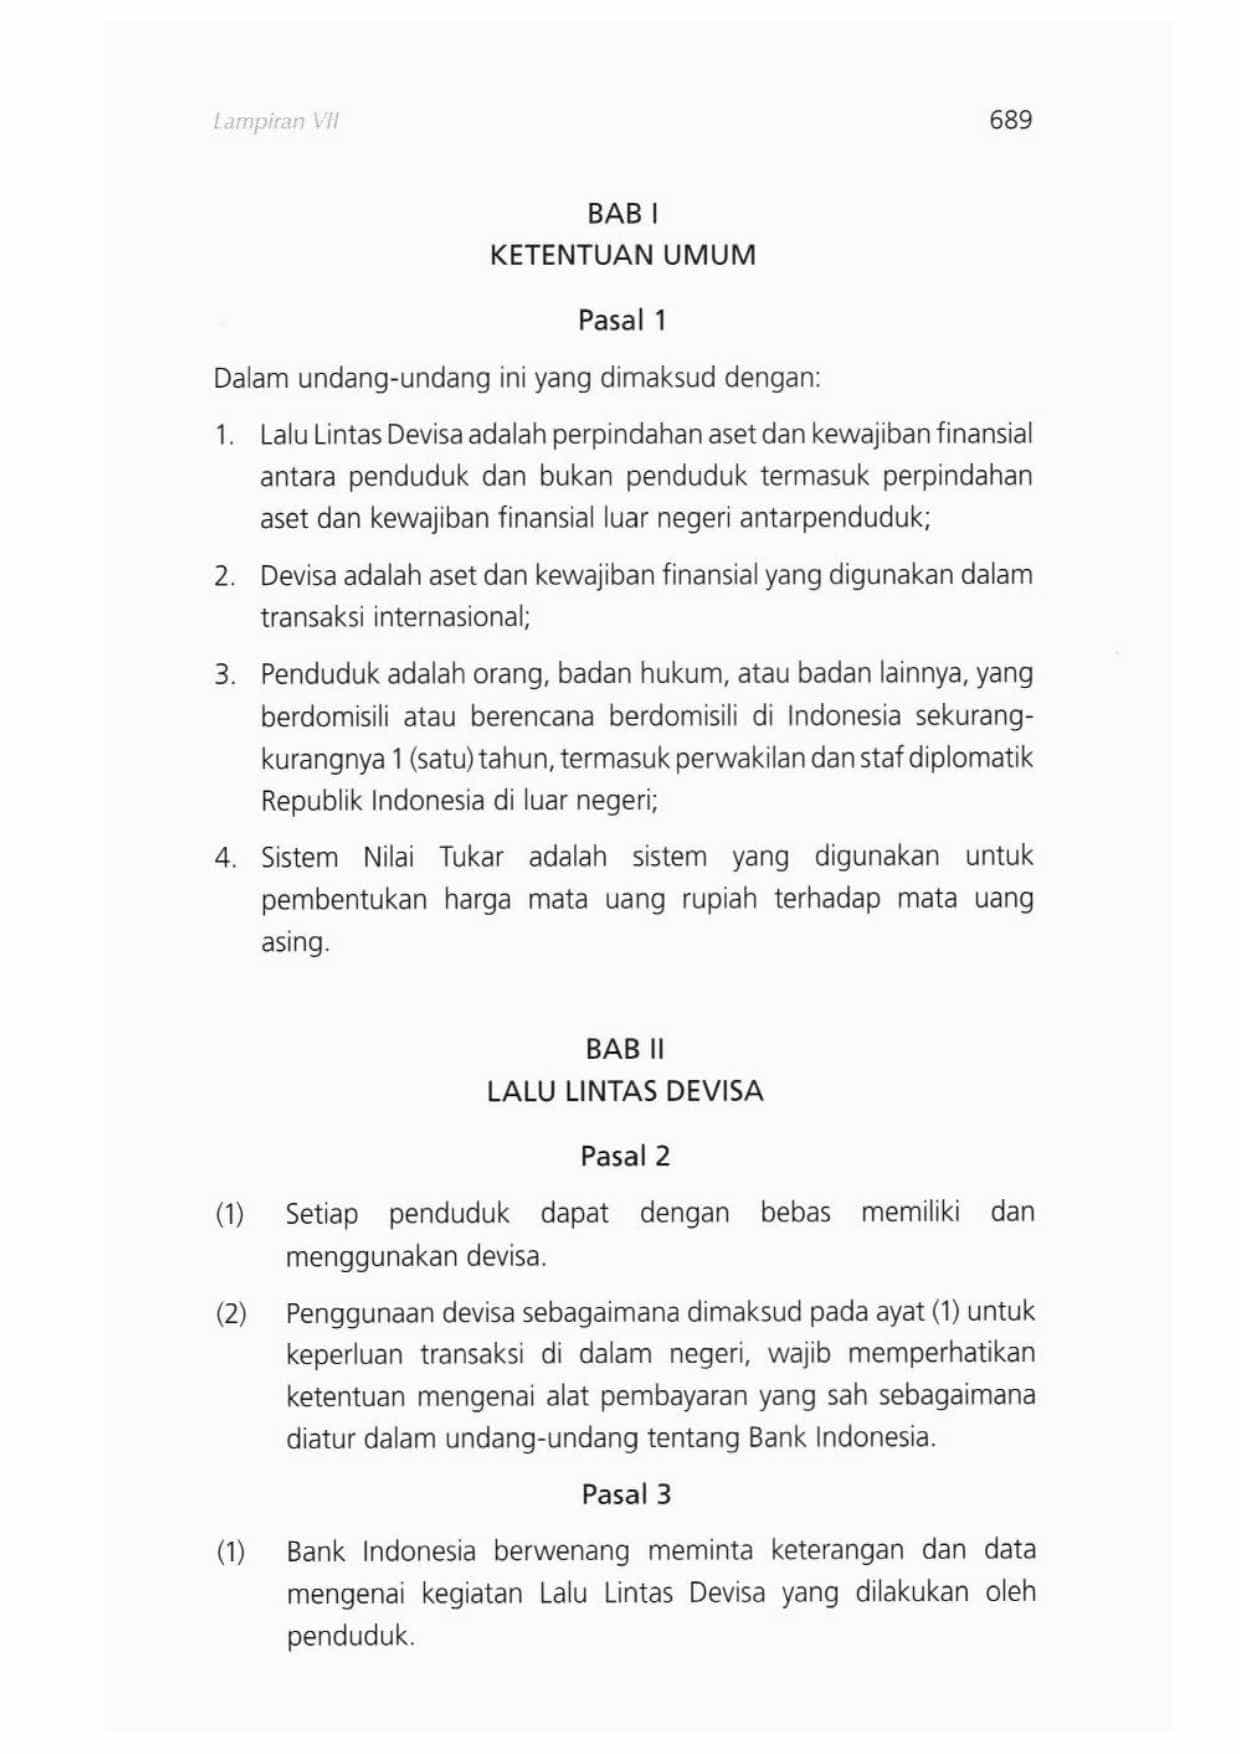 Lampiran VII
689
BAB I
KETENTUAN UMUM
Pasal 1
Dalam undang-undang ini yang dimaksud dengan:
1. Lalu Lintas Devisa adalah perpindahan aset dan kewajiban finansial
antara penduduk dan bukan penduduk termasuk perpindahan
aset dan kewajiban finansial luar negeri antarpenduduk;
2. Devisa adalah aset dan kewajiban finansial yang digunakan dalam
transaksi internasional;
3. Penduduk adalah orang, badan hukum, atau badan lainnya, yang
berdomisili atau berencana berdomisili di Indonesia sekurang-
kurangnya 1 (satu) tahun, termasuk perwakilan dan staf diplomatik
Republik Indonesia di luar negeri;
4. Sistem Nilai Tukar adalah sistem yang digunakan untuk
pembentukan harga mata uang rupiah terhadap mata uang
asing.
BAB II
LALU LINTAS DEVISA
Pasal 2
(1) Setiap penduduk dapat dengan bebas memiliki dan
menggunakan devisa.
(2) Penggunaan devisa sebagaimana dimaksud pada ayat (1) untuk
keperluan transaksi di dalam negeri, wajib memperhatikan
ketentuan mengenai alat pembayaran yang sah sebagaimana
diatur dalam undang-undang tentang Bank Indonesia.
Pasal 3
(1) Bank Indonesia berwenang meminta keterangan dan data
mengenai kegiatan Lalu Lintas Devisa yang dilakukan oleh
penduduk.